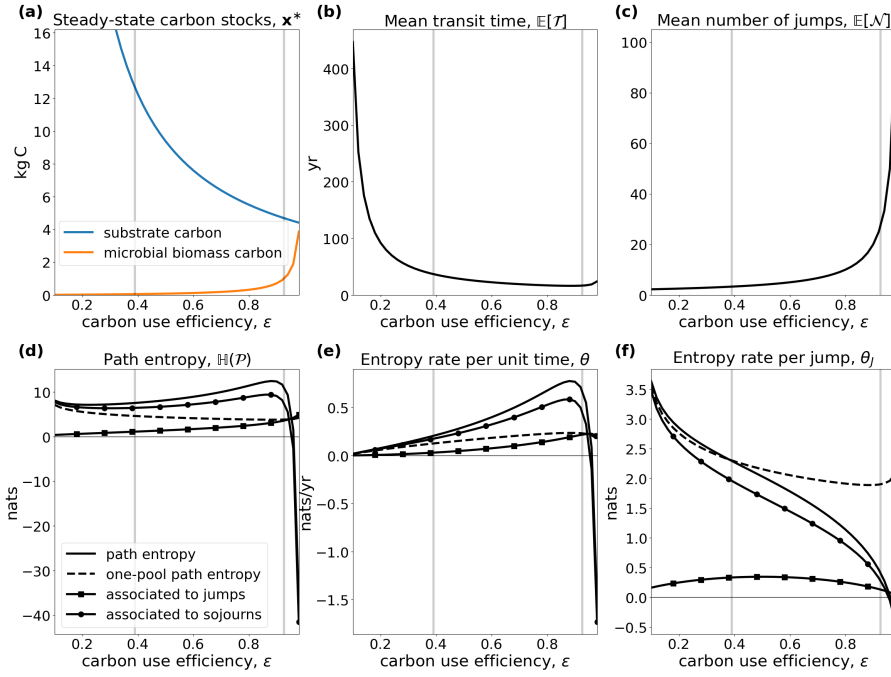 (a)
Steady-state carbon stocks, x*
16
14
12
10
8
6
4
2
0
kg C
substrate carbon
microbial biomass carbon
0.2 0.4 0.6 0.8
carbon use efficiency, ε
(b)
Mean transit time, 𝔼[𝒯]
400
300
200
100
0
yr
0.2 0.4 0.6 0.8
carbon use efficiency, ε
(c)
Mean number of jumps, 𝔼[𝒩]
100
80
60
40
20
0
0.2 0.4 0.6 0.8
carbon use efficiency, ε
(d)
Path entropy, ℍ(𝒫)
10
0
−10
−20
−30
−40
nats
path entropy
one-pool path entropy
associated to jumps
associated to sojourns
0.2 0.4 0.6 0.8
carbon use efficiency, ε
(e)
Entropy rate per unit time, θ
0.5
0.0
−0.5
−1.0
−1.5
nats/yr
0.2 0.4 0.6 0.8
carbon use efficiency, ε
(f)
Entropy rate per jump, θ_J
3.5
3.0
2.5
2.0
1.5
1.0
0.5
0.0
−0.5
nats
0.2 0.4 0.6 0.8
carbon use efficiency, ε